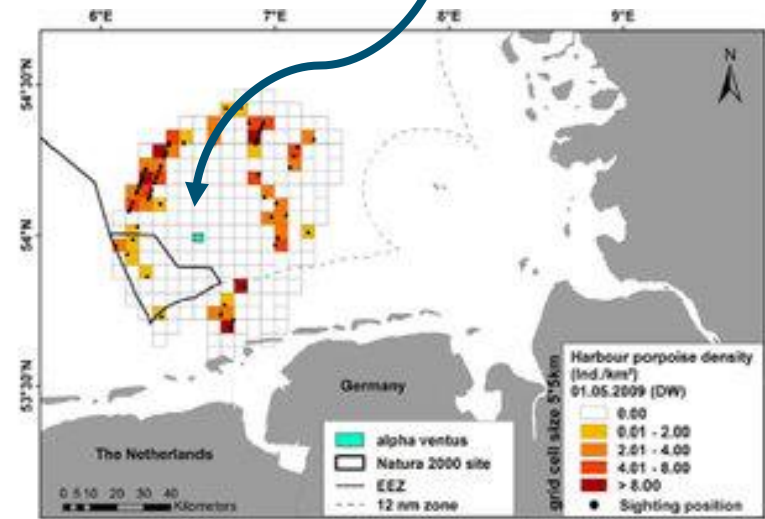 6°E 7°E 8°E 9°E
54°30'N
54°N
53°30'N
N
Germany
The Netherlands
0 5 10 20 30 40
Kilometers
alpha ventus
Natura 2000 site
EEZ
12 nm zone
grid cell size 5*5km
Harbour porpoise density
(Ind./km²)
01.05.2009 (DW)
0.00
0.01 - 2.00
2.01 - 4.00
4.01 - 8.00
> 8.00
Sighting position